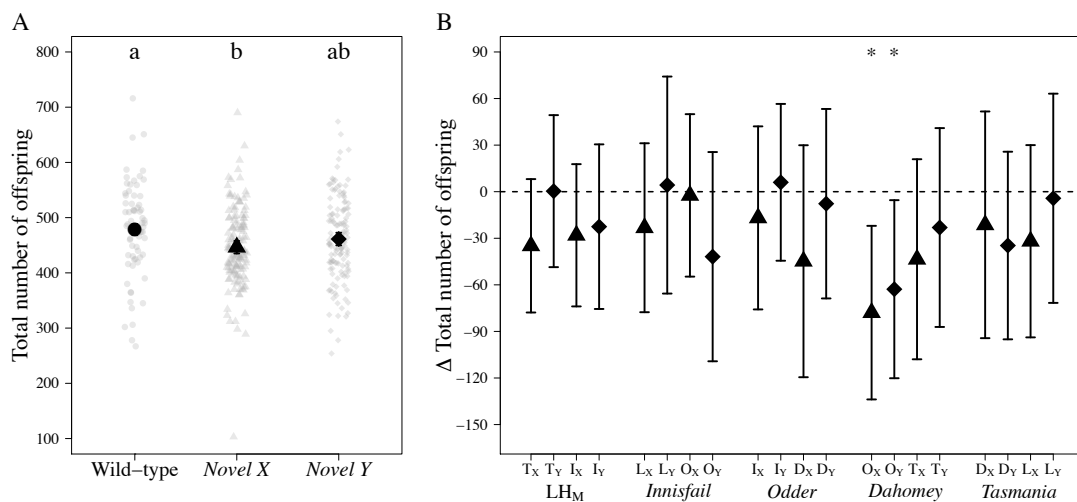 A
B
a b ab
* *
Total number of offspring
800
700
600
500
400
300
200
100
Wild−type Novel X Novel Y
Δ Total number of offspring
90
60
30
0
−30
−60
−90
−120
−150
T_X T_Y I_X I_Y L_X L_Y O_X O_Y I_X I_Y D_X D_Y O_X O_Y T_X T_Y D_X D_Y L_X L_Y
LH_M Innisfail Odder Dahomey Tasmania